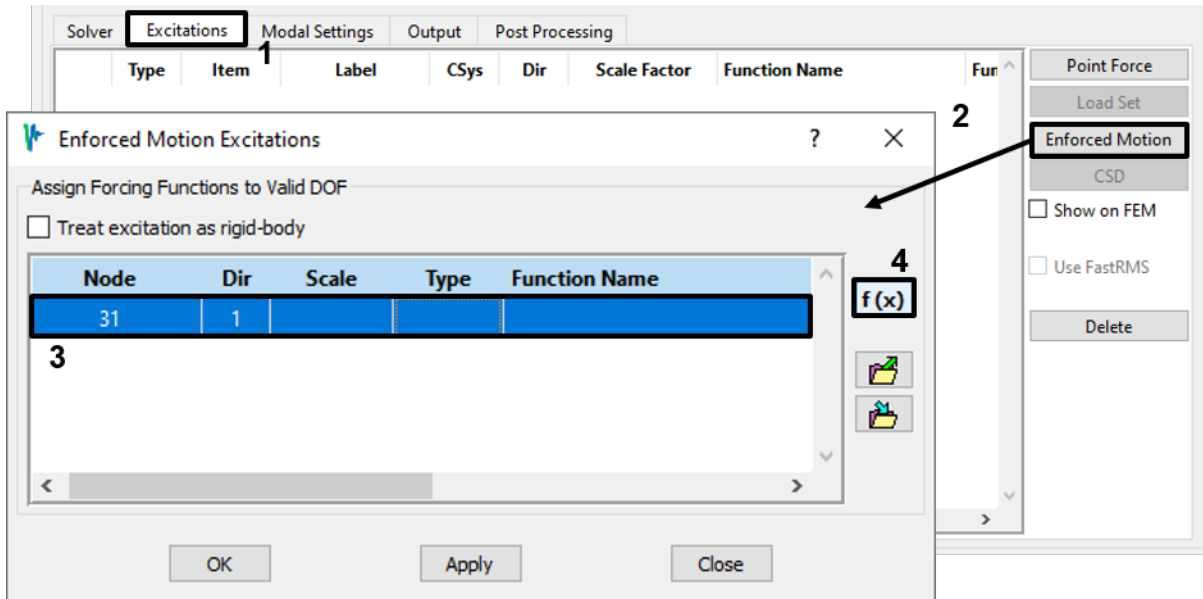 Solver Excitations Modal Settings Output Post Processing
1
Type Item Label CSys Dir Scale Factor Function Name Fun
Point Force
Load Set
2
Enforced Motion
CSD
Show on FEM
Use FastRMS
Delete
Enforced Motion Excitations ?
Assign Forcing Functions to Valid DOF
Treat excitation as rigid-body
Node Dir Scale Type Function Name
31 1
3
4
f (x)
OK Apply Close